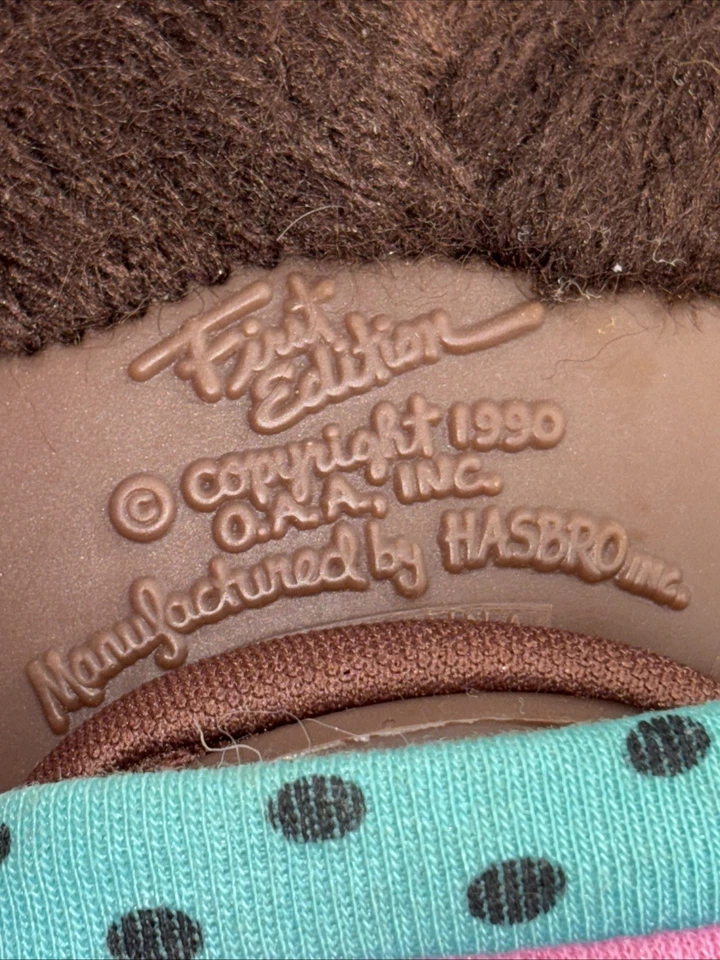 First
Edition
© copyright 1990
O.A.A., INC.
Manufactured by HASBRO INC.